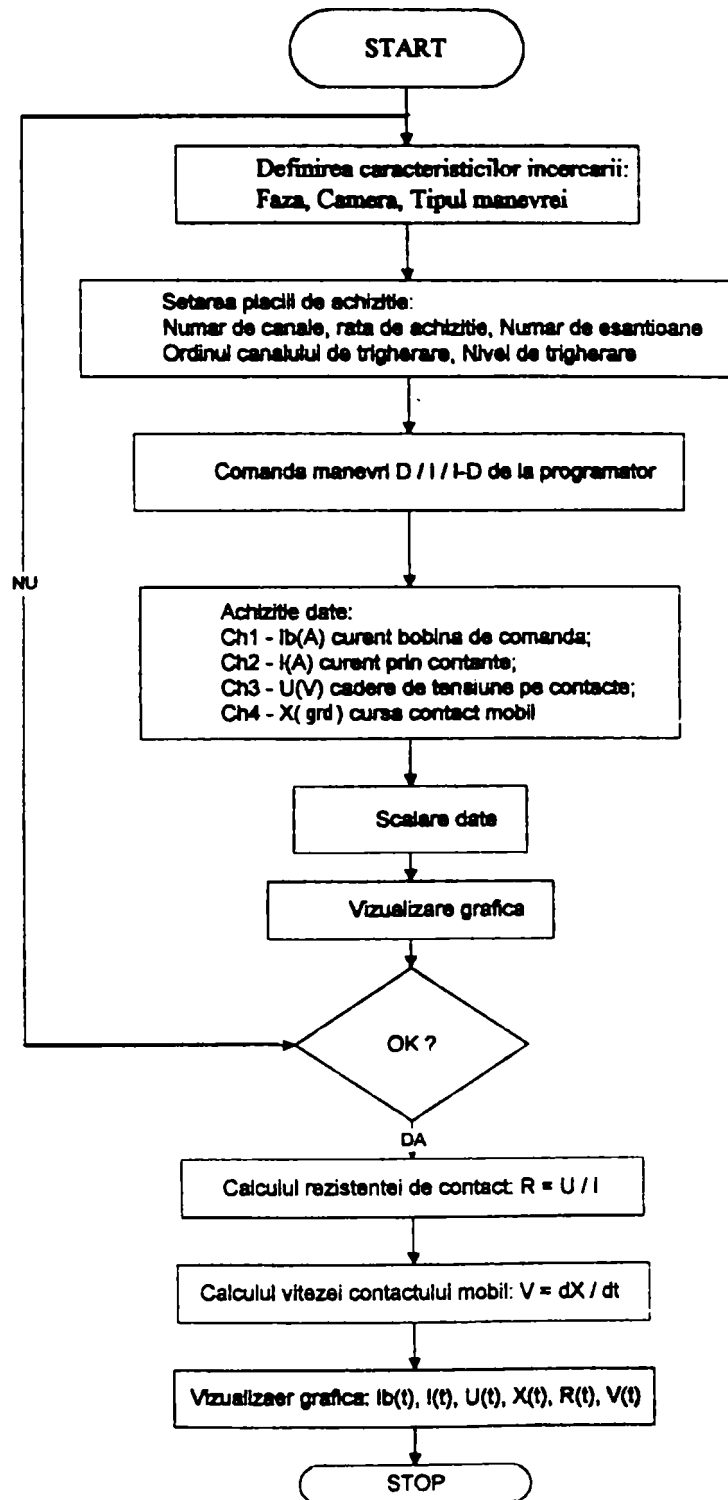 START
Definirea caracteristicilor incercarii:
Faza, Camera, Tipul manevrei
Setarea placiii de achizitie:
Numar de canale, rata de achizitie, Numar de esantioane
Ordinul canalului de trigherare, Nivel de trigherare
Comanda manevri D / I / I-D de la programator
NU
Achizitie date:
Ch1 - Ib(A) curent bobina de comanda;
Ch2 - I(A) curent prin contante;
Ch3 - U(V) cadere de tensiune pe contacte;
Ch4 - X( grd ) cursa contact mobil
Scalare date
Vizualizare grafica
OK ?
DA
Calculul rezistentei de contact: R = U / I
Calculul vitezei contactului mobil: V = dX / dt
Vizualizaer grafica: Ib(t), I(t), U(t), X(t), R(t), V(t)
STOP